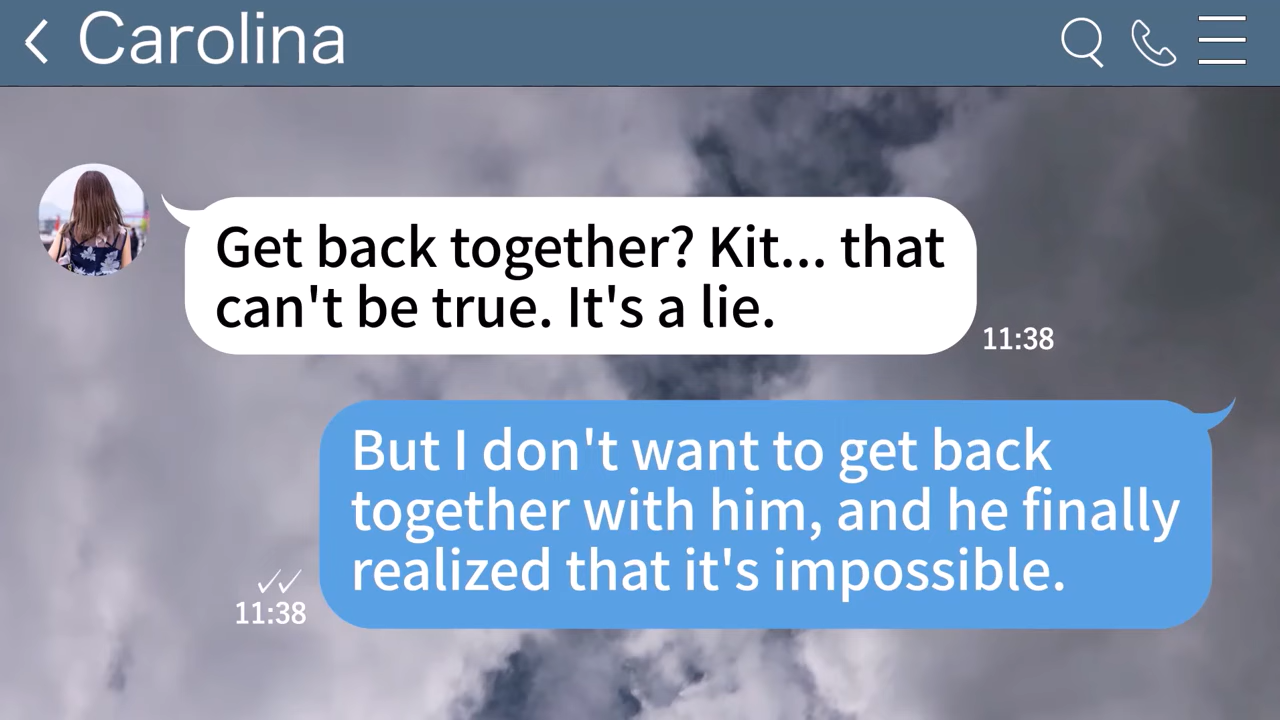 Carolina
Get back together? Kit... that
can't be true. It's a lie.
11:38
But I don't want to get back
together with him, and he finally
realized that it's impossible.
11:38